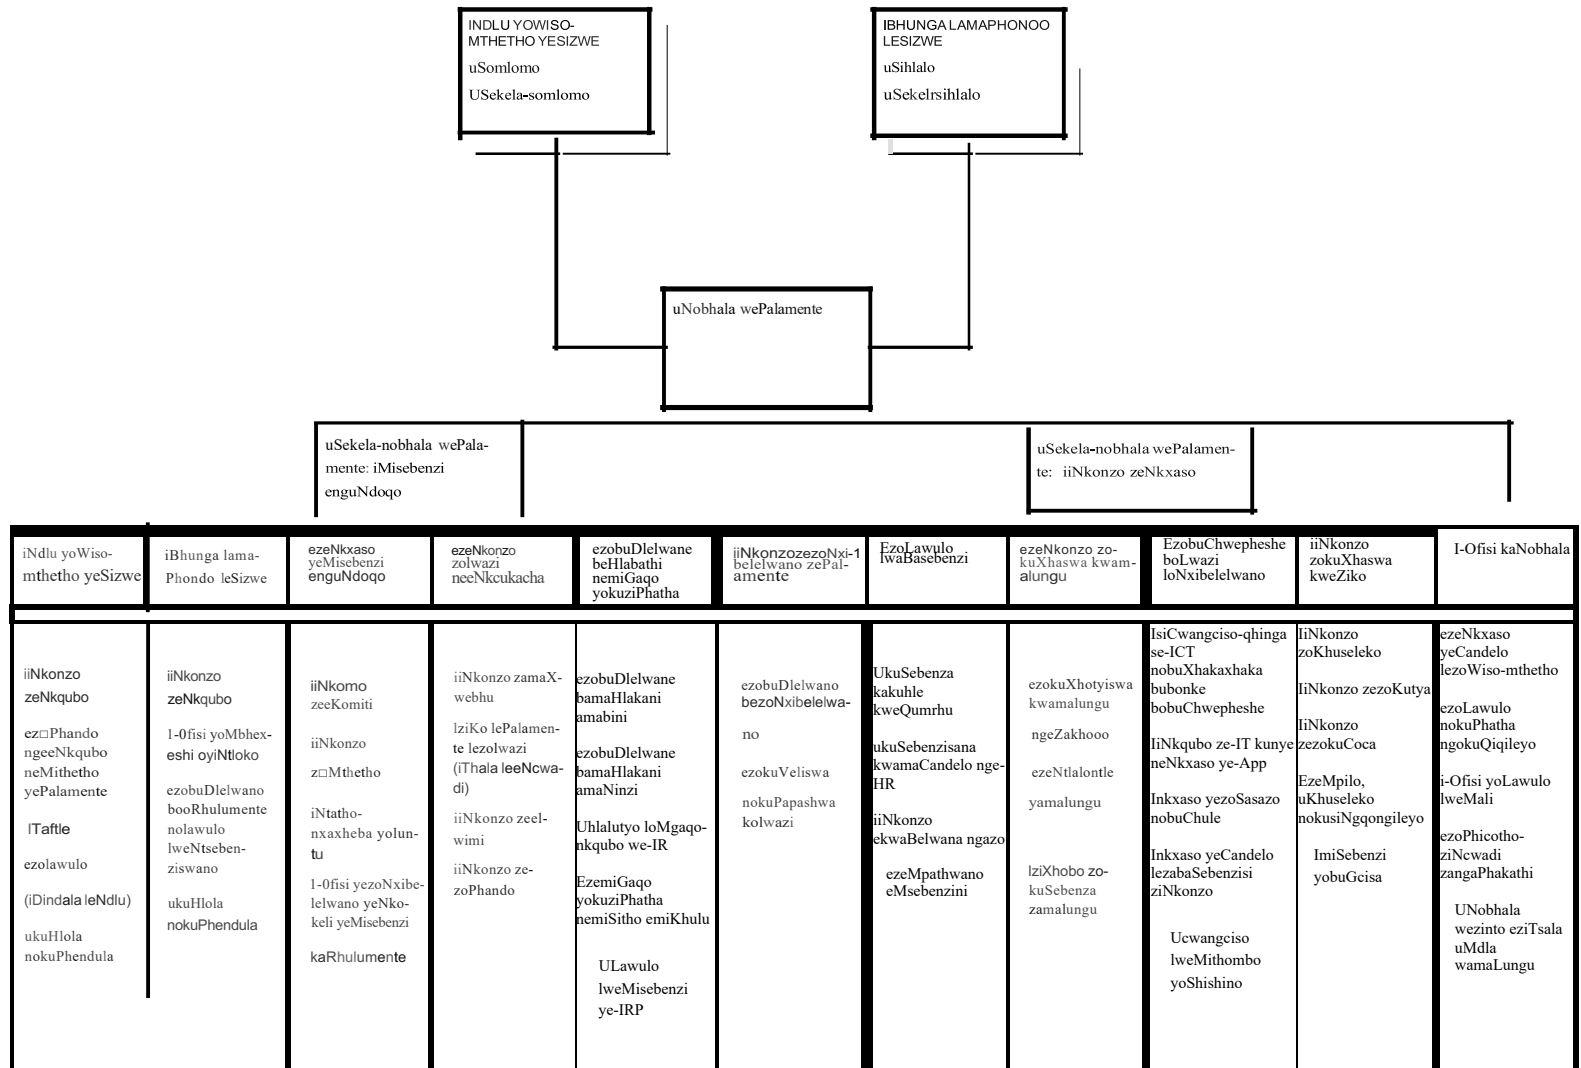 INDLU YOWISO-
MTHETHO YESIZWE
uSomlomo
USekela-somlomo
IBHUNGA LAMAPHONOO
LESIZWE
uSihlalo
uSekelrsihlalo
uNobhala wePalamente
uSekela-nobhala wePala-
mente: iMisebenzi
enguNdoqo
uSekela-nobhala wePalamen-
te: iiNkonzo zeNkxaso
iNdlu yoWiso-
mthetho yeSizwe
iBhunga lama-
Phondo leSizwe
ezeNkxaso
yeMisebenzi
enguNdoqo
ezeNkonzo
zolwazi
neeNkcukacha
ezobuDlelwane
beHlabathi
nemiGaqo
yokuziPhatha
iiNkonzozezoNxi-1
belelwano zePal-
amente
EzoLawulo
lwaBasebenzi
ezeNkonzo zo-
kuXhaswa kwam-
alungu
EzobuChwepheshe
boLwazi
loNxibelelwano
iiNkonzo
zokuXhaswa
kweZiko
I-Ofisi kaNobhala
iiNkonzo
zeNkqubo
ez□Phando
ngeeNkqubo
neMithetho
yePalamente
ITaftle
ezolawulo
(iDindala leNdlu)
ukuHlola
nokuPhendula
iiNkonzo
zeNkqubo
1-0fisi yoMbhex-
eshi oyiNtloko
ezobuDlelwano
booRhulumente
nolawulo
lweNtseben-
ziswano
ukuHlola
nokuPhendula
iiNkomo
zeeKomiti
iiNkonzo
z□Mthetho
iNtatho-
nxaxheba yolun-
tu
1-0fisi yezoNxibe-
lelwano yeNko-
keli yeMisebenzi
kaRhulumente
iiNkonzo zamaX-
webhu
lziKo lePalamen-
te lezolwazi
(iThala leeNcwa-
di)
iiNkonzo zeel-
wimi
iiNkonzo ze-
zoPhando
ezobuDlelwane
bamaHlakani
amabini
ezobuDlelwane
bamaHlakani
amaNinzi
Uhlalutyo loMgaqo-
nkqubo we-IR
EzemiGaqo
yokuziPhatha
nemiSitho emiKhulu
ULawulo
lweMisebenzi
ye-IRP
ezobuDlelwano
bezoNxibelelwa-
no
ezokuVeliswa
nokuPapashwa
kolwazi
UkuSebenza
kakuhle
kweQumrhu
ukuSebenzisana
kwamaCandelo nge-
HR
iiNkonzo
ekwaBelwana ngazo
ezeMpathwano
eMsebenzini
ezokuXhotyiswa
kwamalungu
ngeZakhooo
ezeNtlalontle
yamalungu
lziXhobo zo-
kuSebenza
zamalungu
IsiCwangciso-qhinga
se-ICT
nobuXhakaxhaka
bubonke
bobuChwepheshe
IiNkqubo ze-IT kunye
neNkxaso ye-App
Inkxaso yezoSasazo
nobuChule
Inkxaso yeCandelo
lezabaSebenzisi
ziNkonzo
Ucwangciso
lweMithombo
yoShishino
IiNkonzo
zoKhuseleko
IiNkonzo zezoKutya
IiNkonzo
zezokuCoca
EzeMpilo,
uKhuseleko
nokusiNgqongileyo
ImiSebenzi
yobuGcisa
ezeNkxaso
yeCandelo
lezoWiso-mthetho
ezoLawulo
nokuPhatha
ngokuQiqileyo
i-Ofisi yoLawulo
lweMali
ezoPhicotho-
ziNcwadi
zangaPhakathi
UNobhala
wezinto eziTsala
uMdla
wamaLungu